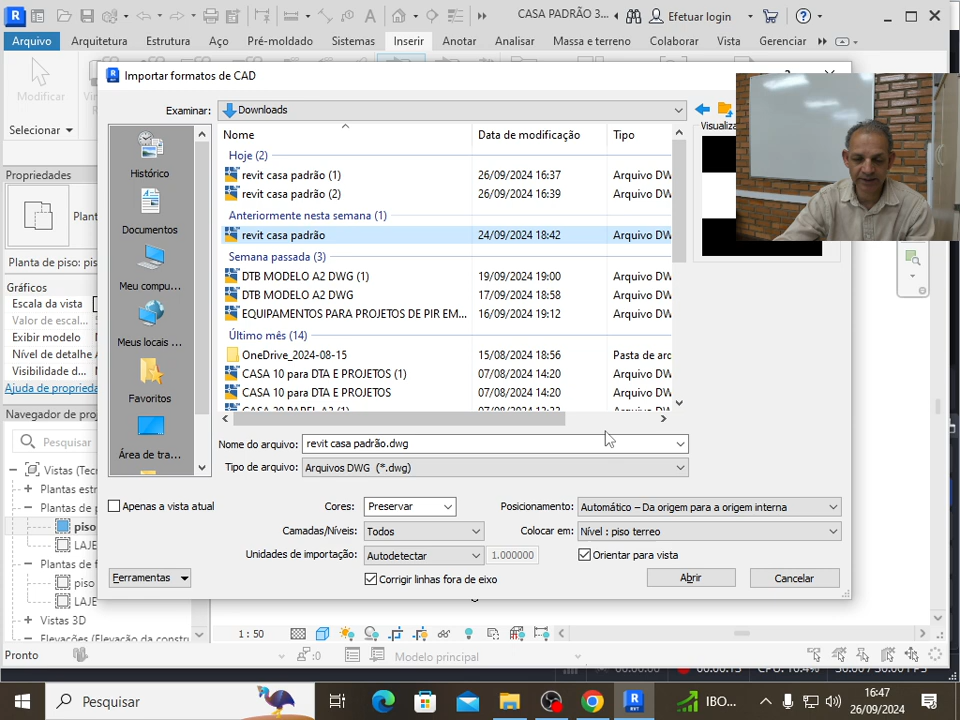 CASA PADRÃO 3...
Efetuar login
Arquivo Arquitetura Estrutura Aço Pré-moldado Sistemas Inserir Anotar Analisar Massa e terreno Colaborar Vista Gerenciar
Modificar
Selecionar
Propriedades
Planta de piso: pis
Gráficos
Escala da vista
Valor de escal...
Exibir modelo
Nível de detalhe
Visibilidade d...
Ajuda de propriedad
Navegador de proj
Pesquisar
Vistas (Tec
Plantas estr
Plantas de p
piso
LAJE
Plantas de f
piso
LAJE
Vistas 3D
Elevações (Elevação da constr
Importar formatos de CAD
Examinar: Downloads
Histórico
Documentos
Meu compu...
Meus locais ...
Favoritos
Área de tra...
Nome Data de modificação Tipo
Hoje (2)
revit casa padrão (1) 26/09/2024 16:37 Arquivo DW
revit casa padrão (2) 26/09/2024 16:39 Arquivo DW
Anteriormente nesta semana (1)
revit casa padrão 24/09/2024 18:42 Arquivo DW
Semana passada (3)
DTB MODELO A2 DWG (1) 19/09/2024 19:00 Arquivo DW
DTB MODELO A2 DWG 17/09/2024 18:58 Arquivo DW
EQUIPAMENTOS PARA PROJETOS DE PIR EM... 16/09/2024 19:12 Arquivo DW
Último mês (14)
OneDrive_2024-08-15 15/08/2024 18:56 Pasta de arq
CASA 10 para DTA E PROJETOS (1) 07/08/2024 14:20 Arquivo DW
CASA 10 para DTA E PROJETOS 07/08/2024 14:20 Arquivo DW
Visualiza
Nome do arquivo: revit casa padrão.dwg
Tipo de arquivo: Arquivos DWG (*.dwg)
Apenas a vista atual
Cores: Preservar
Camadas/Níveis: Todos
Unidades de importação: Autodetectar 1.000000
Corrigir linhas fora de eixo
Posicionamento: Automático – Da origem para a origem interna
Colocar em: Nível : piso terreo
Orientar para vista
Ferramentas
Abrir Cancelar
1 : 50
Pronto
:0
Modelo principal
Pesquisar
IBO...
16:47
26/09/2024